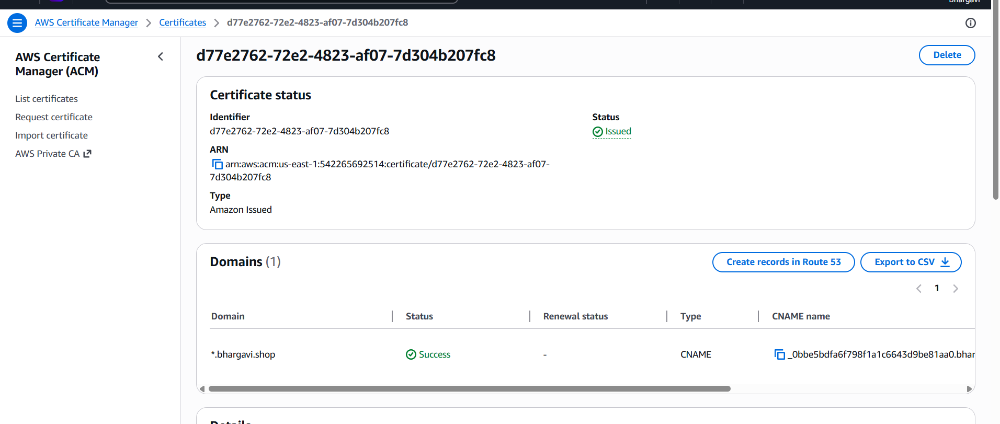 Bhargavi
AWS Certificate Manager > Certificates > d77e2762-72e2-4823-af07-7d304b207fc8
AWS Certificate
Manager (ACM)
List certificates
Request certificate
Import certificate
AWS Private CA
d77e2762-72e2-4823-af07-7d304b207fc8
Delete
Certificate status
Identifier
d77e2762-72e2-4823-af07-7d304b207fc8
Status
Issued
ARN
arn:aws:acm:us-east-1:542265692514:certificate/d77e2762-72e2-4823-af07-
7d304b207fc8
Type
Amazon Issued
Domains (1)
Create records in Route 53
Export to CSV
1
Domain Status Renewal status Type CNAME name
*.bhargavi.shop Success - CNAME _0bbe5bdfa6f798f1a1c6643d9be81aa0.bhar
Details